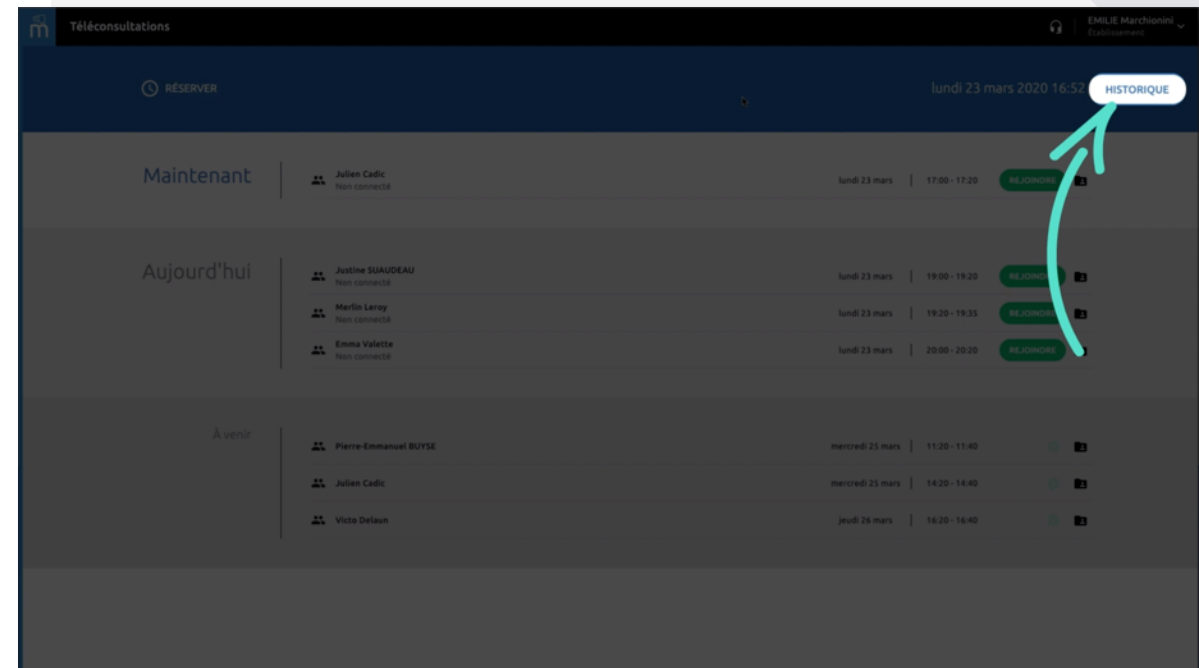 Téléconsultations
EMILIE Marchionini
Établissement
RÉSERVER
lundi 23 mars 2020 16:52
HISTORIQUE
Maintenant
Julien Cadic
Non connecté
lundi 23 mars | 17:00 - 17:20
REJOINDRE
Aujourd'hui
Justine SUAUDEAU
Non connecté
lundi 23 mars | 19:00 - 19:20
REJOINDRE
Merlin Leroy
Non connecté
lundi 23 mars | 19:20 - 19:35
REJOINDRE
Emma Valette
Non connecté
lundi 23 mars | 20:00 - 20:20
REJOINDRE
À venir
Pierre-Emmanuel BUYSE
mercredi 25 mars | 11:20 - 11:40
Julien Cadic
mercredi 25 mars | 14:20 - 14:40
Victo Delaun
jeudi 26 mars | 16:20 - 16:40